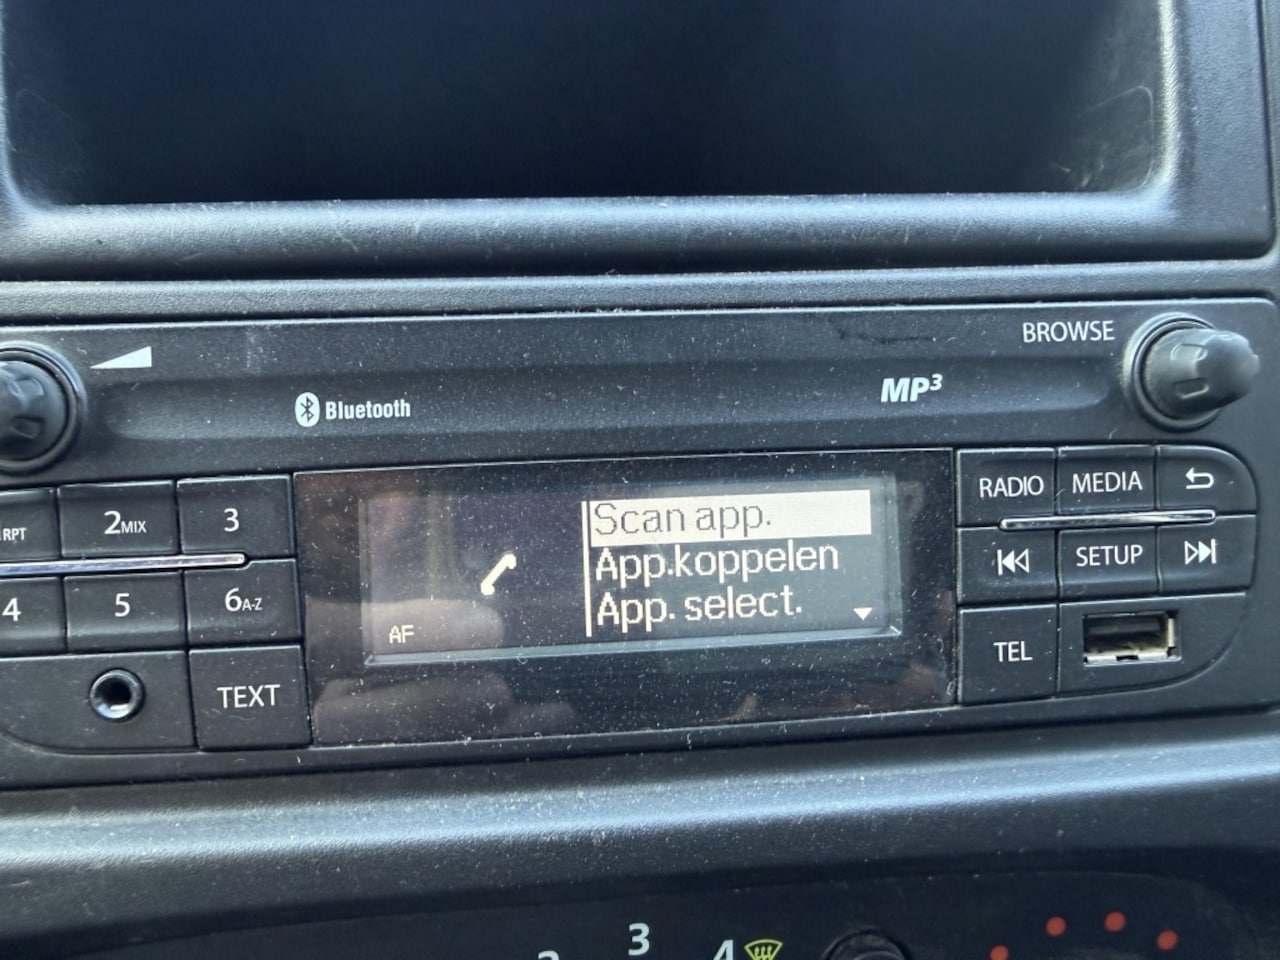 BROWSE
Bluetooth
MP3
RPT
2MIX
3
4
5
6A-Z
TEXT
Scan app.
App.koppelen
App. select.
AF
RADIO
MEDIA
SETUP
TEL
3
4